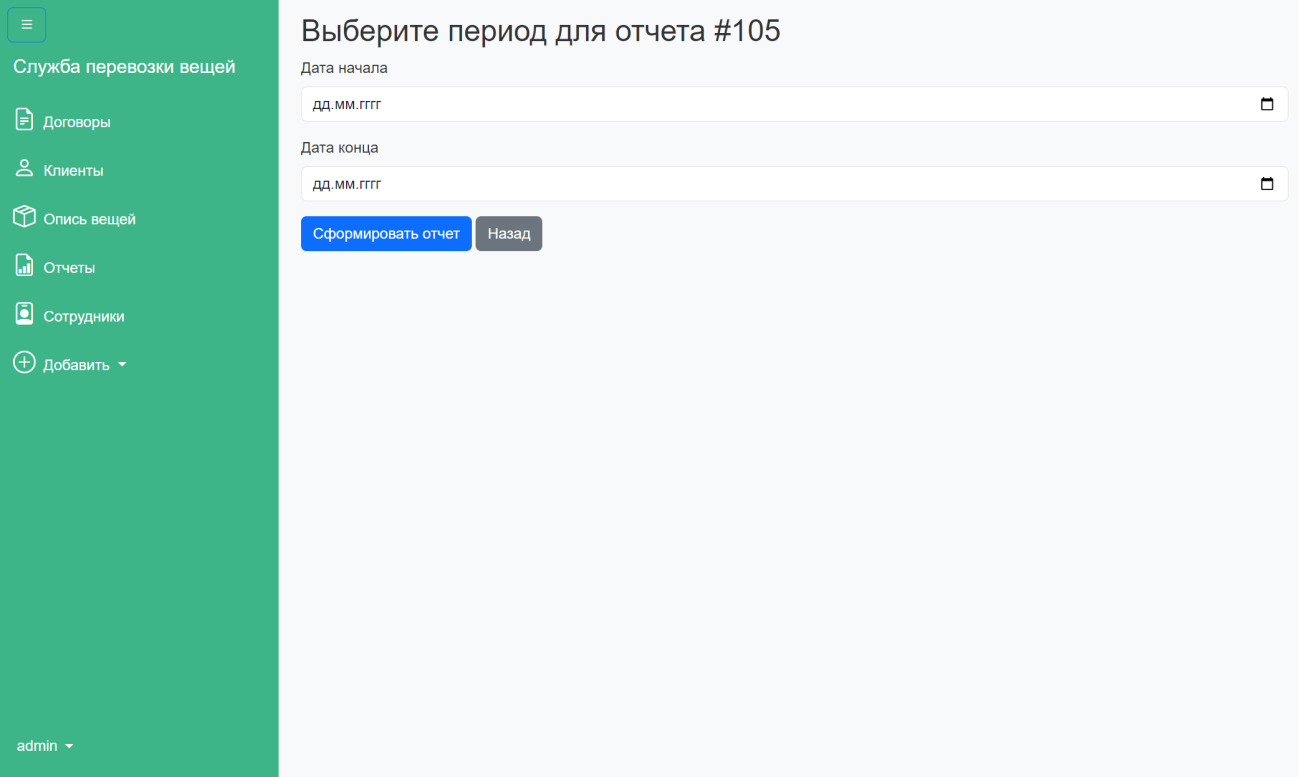 Служба перевозки вещей
Договоры
Клиенты
Опись вещей
Отчеты
Сотрудники
Добавить
admin
Выберите период для отчета #105
Дата начала
дд.мм.гггг
Дата конца
дд.мм.гггг
Сформировать отчет
Назад